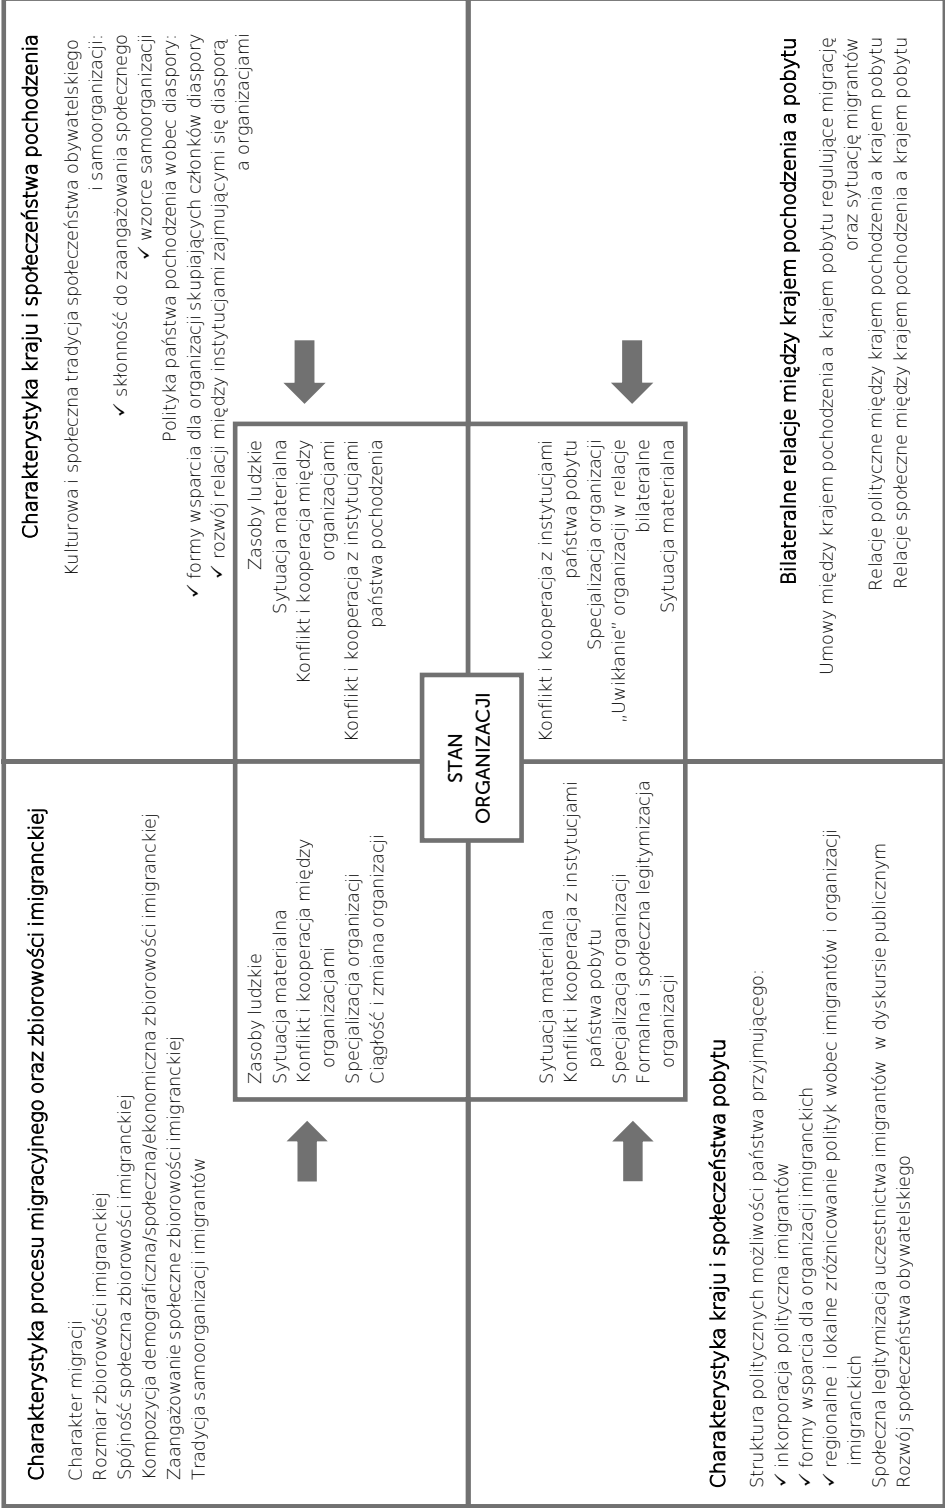 Charakterystyka procesu migracyjnego oraz zbiorowości imigranckiej
Charakter migracji
Rozmiar zbiorowości imigranckiej
Spójność społeczna zbiorowości imigranckiej
Kompozycja demograficzna/społeczna/ekonomiczna zbiorowości imigranckiej
Zaangażowanie społeczne zbiorowości imigranckiej
Tradycja samoorganizacji imigrantów
Charakterystyka kraju i społeczeństwa pochodzenia
Kulturowa i społeczna tradycja społeczeństwa obywatelskiego
i samoorganizacji:
✓ skłonność do zaangażowania społecznego
✓ wzorce samoorganizacji
Polityka państwa pochodzenia wobec diaspory:
✓ formy wsparcia dla organizacji skupiających członków diaspory
✓ rozwój relacji między instytucjami zajmującymi się diasporą
a organizacjami
Zasoby ludzkie
Sytuacja materialna
Konflikt i kooperacja między
organizacjami
Specjalizacja organizacji
Ciągłość i zmiana organizacji
Zasoby ludzkie
Sytuacja materialna
Konflikt i kooperacja między
organizacjami
Konflikt i kooperacja z instytucjami
państwa pochodzenia
STAN
ORGANIZACJI
Sytuacja materialna
Konflikt i kooperacja z instytucjami
państwa pobytu
Specjalizacja organizacji
Formalna i społeczna legitymizacja
organizacji
Konflikt i kooperacja z instytucjami
państwa pobytu
Specjalizacja organizacji
„Uwikłanie” organizacji w relacje
bilateralne
Sytuacja materialna
Charakterystyka kraju i społeczeństwa pobytu
Struktura politycznych możliwości państwa przyjmującego:
✓ inkorporacja polityczna imigrantów
✓ formy wsparcia dla organizacji imigranckich
✓ regionalne i lokalne zróżnicowanie polityk wobec imigrantów i organizacji
imigranckich
Społeczna legitymizacja uczestnictwa imigrantów w dyskursie publicznym
Rozwój społeczeństwa obywatelskiego
Bilateralne relacje między krajem pochodzenia a pobytu
Umowy między krajem pochodzenia a krajem pobytu regulujące migrację
oraz sytuację migrantów
Relacje polityczne między krajem pochodzenia a krajem pobytu
Relacje społeczne między krajem pochodzenia a krajem pobytu